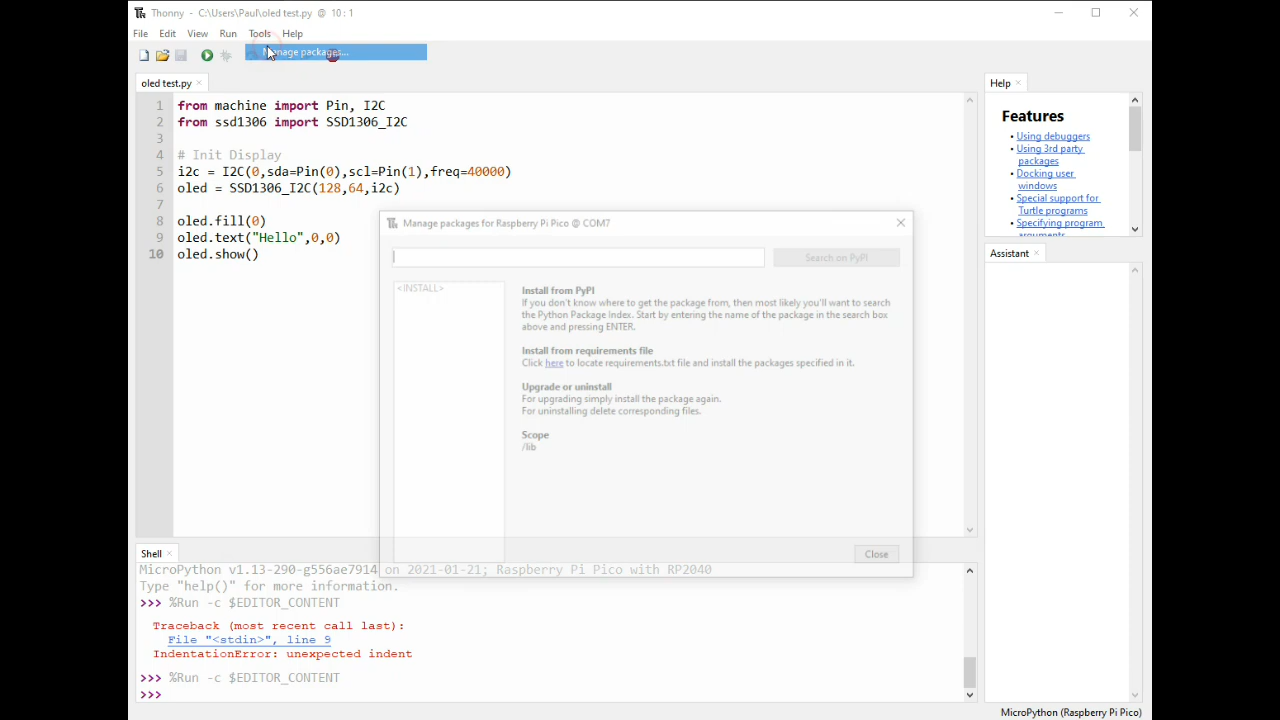 Thonny - C:\Users\Paul\oled test.py @ 10 : 1
File Edit View Run Tools Help
Manage packages...
oled test.py
1 from machine import Pin, I2C
2 from ssd1306 import SSD1306_I2C
3
4 # Init Display
5 i2c = I2C(0,sda=Pin(0),scl=Pin(1),freq=40000)
6 oled = SSD1306_I2C(128,64,i2c)
7
8 oled.fill(0)
9 oled.text("Hello",0,0)
10 oled.show()
Manage packages for Raspberry Pi Pico @ COM7
Search on PyPI
<INSTALL>
Install from PyPI
If you don't know where to get the package from, then most likely you'll want to search
the Python Package Index. Start by entering the name of the package in the search box
above and pressing ENTER.
Install from requirements file
Click here to locate requirements.txt file and install the packages specified in it.
Upgrade or uninstall
For upgrading simply install the package again.
For uninstalling delete corresponding files.
Scope
/lib
Close
Help
Features
Using debuggers
Using 3rd party
packages
Docking user
windows
Special support for
Turtle programs
Specifying program
arguments
Assistant
Shell
MicroPython v1.13-290-g556ae7914 on 2021-01-21; Raspberry Pi Pico with RP2040
Type "help()" for more information.
>>> %Run -c $EDITOR_CONTENT
Traceback (most recent call last):
File "<stdin>", line 9
IndentationError: unexpected indent
>>> %Run -c $EDITOR_CONTENT
>>>
MicroPython (Raspberry Pi Pico)